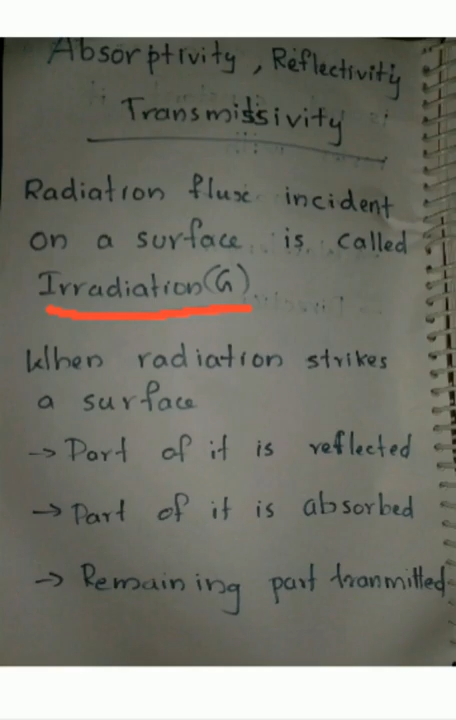 Absorptivity, Reflectivity
Transmissivity
Radiation flux incident
on a surface is called
Irradiation(G)
When radiation strikes
a surface
→ Part of it is reflected
→ Part of it is absorbed
→ Remaining part tranmitted